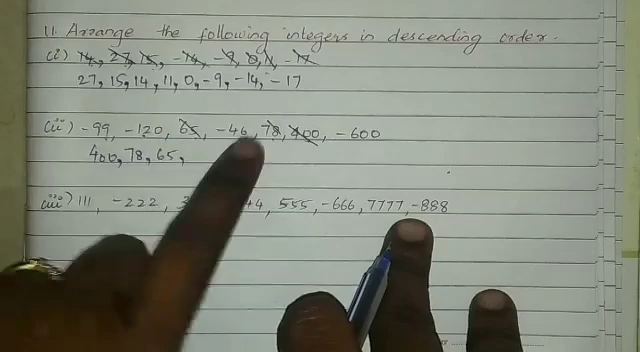 11. Arrange the following integers in descending order.
(i) 14, 27, 15, -14, -9, 0, 11, -17
27, 15, 14, 11, 0, -9, -14, -17
(ii) -99, -120, 65, -46, 78, 400, -600
400, 78, 65,
(iii) 111, -222, 555, -666, 7777, -888